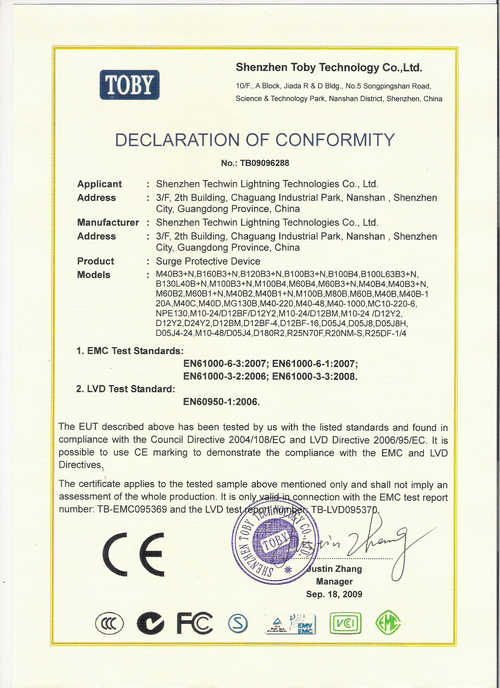 TOBY
Shenzhen Toby Technology Co.,Ltd.
10/F., A Block, Jiada R & D Bldg., No.5 Songpingshan Road,
Science & Technology Park, Nanshan District, Shenzhen, China
DECLARATION OF CONFORMITY
No.: TB09096288
Applicant : Shenzhen Techwin Lightning Technologies Co., Ltd.
Address : 3/F, 2th Building, Chaguang Industrial Park, Nanshan , Shenzhen
City, Guangdong Province, China
Manufacturer : Shenzhen Techwin Lightning Technologies Co., Ltd.
Address : 3/F, 2th Building, Chaguang Industrial Park, Nanshan , Shenzhen
City, Guangdong Province, China
Product : Surge Protective Device
Models : M40B3+N,B160B3+N,B120B3+N,B100B3+N,B100B4,B100L63B3+N,
B130L40B+N,M100B3+N,M100B4,M60B4,M60B3+N,M40B4,M40B3+N,
M60B2,M60B1+N,M40B2,M40B1+N,M100B,M80B,M60B,M40B,M40B-1
20A,M40C,M40D,MG130B,M40-220,M40-48,M40-1000,MC10-220-6,
NPE130,M10-24/D12BF/D12Y2,M10-24/D12BM,M10-24/12Y2,
D12Y2,D24Y2,D12BM,D12BF-4,D12BF-16,D05J4,D05J8,D05J8H,
D05J4-24,M10-48/D05J4,D180R2,R25N70F,R20NM-S,R25DF-1/4
1. EMC Test Standards:
EN61000-6-3:2007; EN61000-6-1:2007;
EN61000-3-2:2006; EN61000-3-3:2008.
2. LVD Test Standard:
EN60950-1:2006.
The EUT described above has been tested by us with the listed standards and found in
compliance with the Council Directive 2004/108/EC and LVD Directive 2006/95/EC. It is
possible to use CE marking to demonstrate the compliance with the EMC and LVD
Directives,
The certificate applies to the tested sample above mentioned only and shall not imply an
assessment of the whole production. It is only valid in connection with the EMC test report
number: TB-EMC095369 and the LVD test report number: TB-LVD095370.
SHENZHEN TOBY TECHNOLOGY CO., LTD.
TOBY
CE
Justin Zhang
Manager
Sep. 18, 2009
CCC
FC
S
EMV
EMC
VCCI
EMC